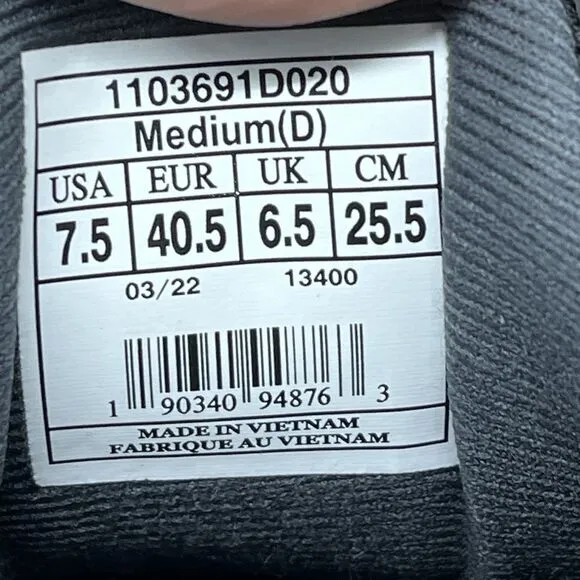 1103691D020
Medium(D)
USA EUR UK CM
7.5 40.5 6.5 25.5
03/22 13400
1 90340 94876 3
MADE IN VIETNAM
FABRIQUE AU VIETNAM